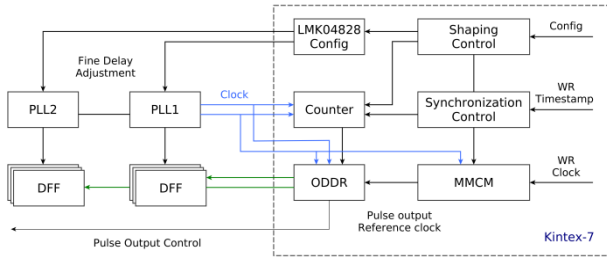 LMK04828
Config
Shaping
Control
Config
Fine Delay
Adjustment
PLL2
PLL1
Clock
Counter
Synchronization
Control
WR
Timestamp
DFF
DFF
ODDR
MMCM
WR
Clock
Pulse output
Reference clock
Pulse Output Control
Kintex-7